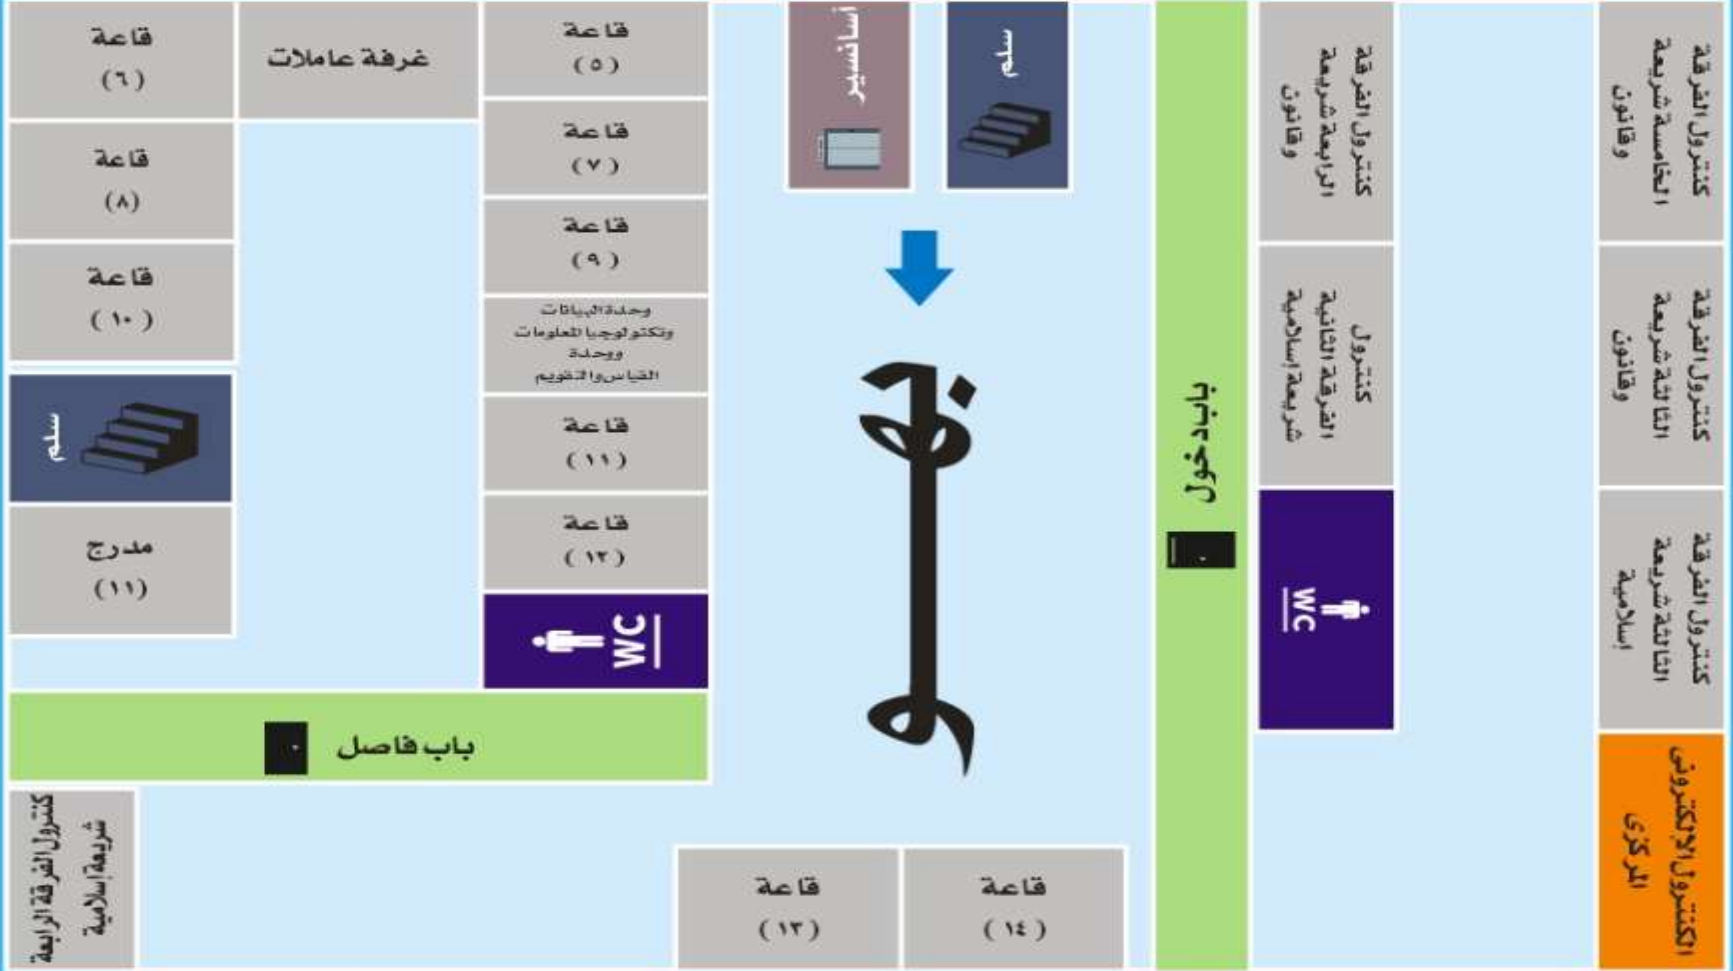 قاعة
(٦)
غرفة عاملات
قاعة
(٥)
أسانسير
سلم
كنترول الفرقة
الرابعة شريعة
وقانون
كنترول الفرقة
الخامسة شريعة
وقانون
قاعة
(٨)
قاعة
(٧)
قاعة
(٩)
قاعة
(١٠)
وحدة البيانات
وتكنولوجيا المعلومات
ووحدة
القياس والتقويم
كنترول
الفرقة الثانية
شريعة إسلامية
كنترول الفرقة
الثالثة شريعة
وقانون
سلم
قاعة
(١١)
باب دخول
مدرج
(١١)
قاعة
(١٢)
WC
WC
كنترول الفرقة
الثالثة شريعة
إسلامية
باب فاصل
الكنترول الإلكترونى
المركزى
كنترول الفرقة الرابعة
شريعة إسلامية
قاعة
(١٣)
قاعة
(١٤)